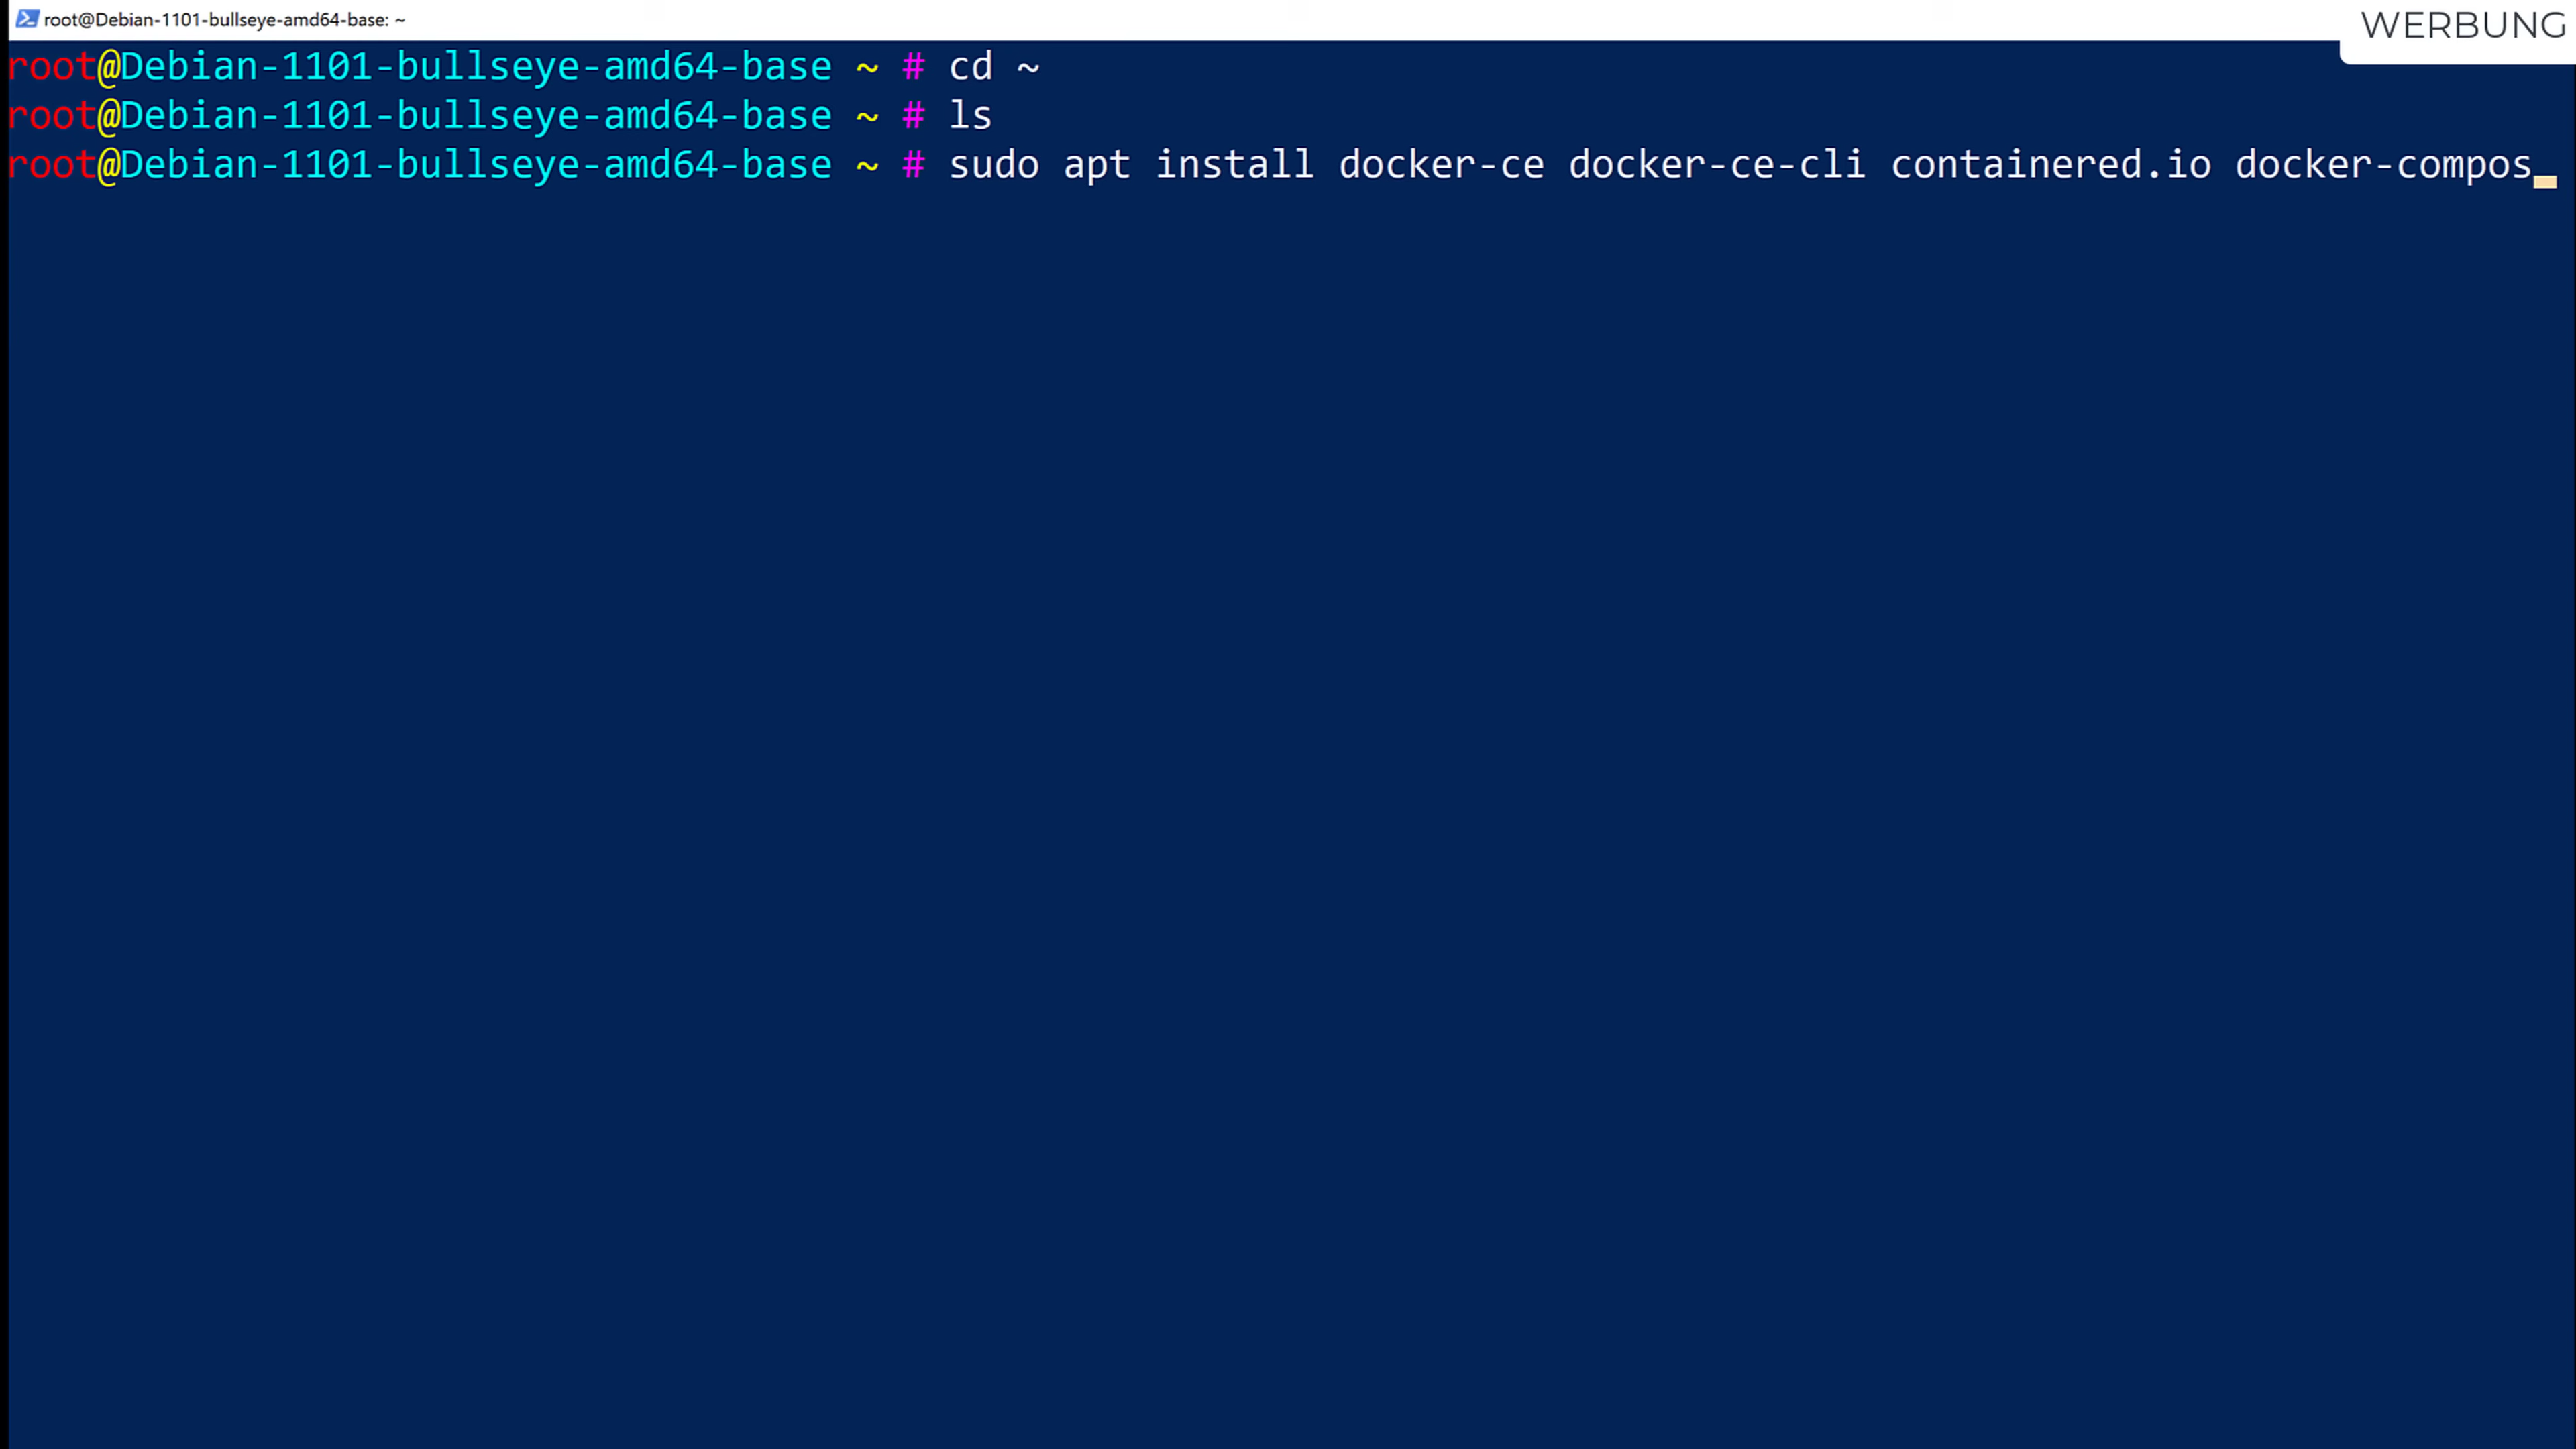 root@Debian-1101-bullseye-amd64-base: ~
WERBUNG
root@Debian-1101-bullseye-amd64-base ~ # cd ~
root@Debian-1101-bullseye-amd64-base ~ # ls
root@Debian-1101-bullseye-amd64-base ~ # sudo apt install docker-ce docker-ce-cli containered.io docker-compos